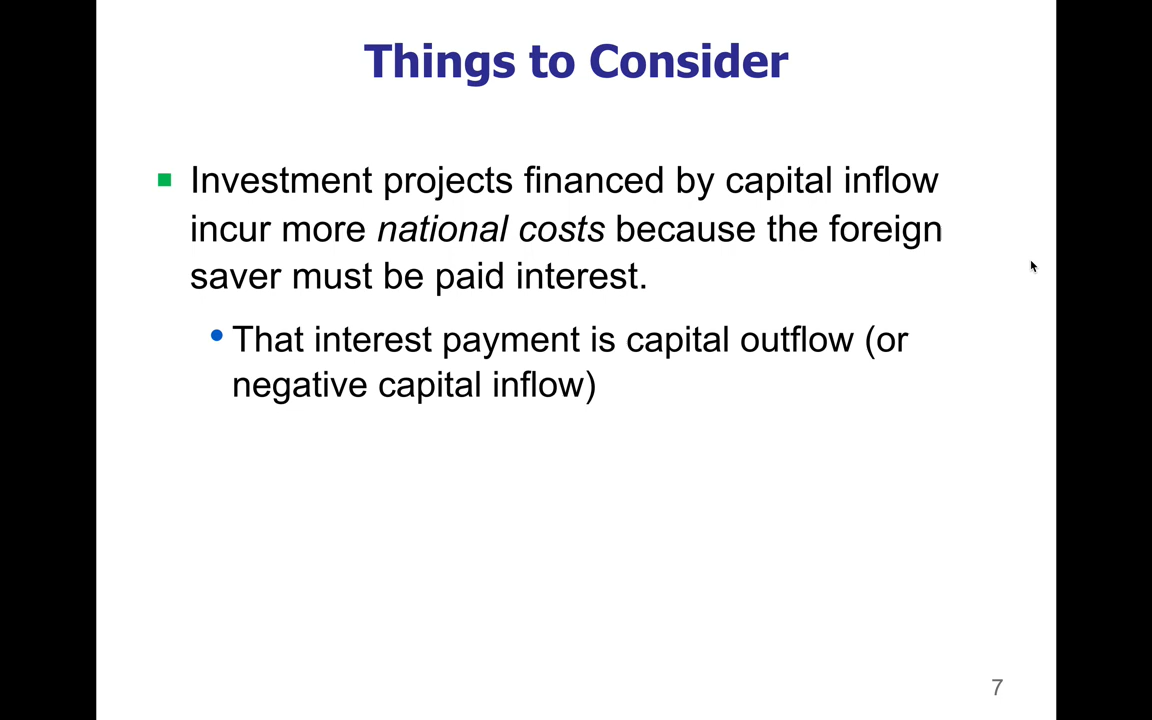 Things to Consider
Investment projects financed by capital inflow
incur more national costs because the foreign
saver must be paid interest.
That interest payment is capital outflow (or
negative capital inflow)
7